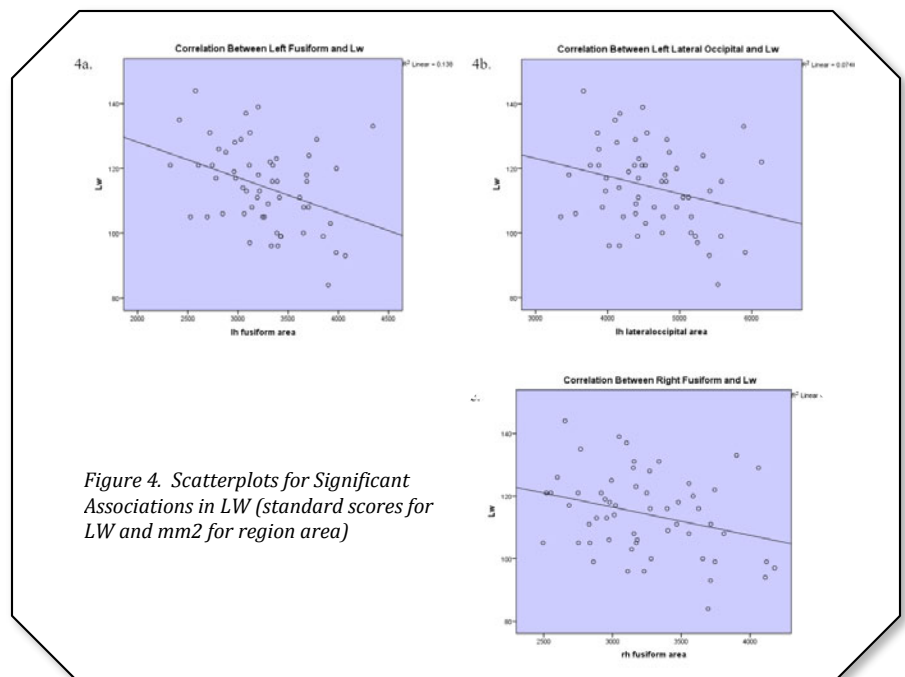 Correlation Between Left Fusiform and Lw
4a.
R² Linear = 0.138
Lw
140
120
100
80
2000 2500 3000 3500 4000 4500
lh fusiform area
Correlation Between Left Lateral Occipital and Lw
4b.
Linear =
Lw
140
120
100
80
3000 4000 5000 6000
lh lateraloccipital area
Correlation Between Right Fusiform and Lw
R² Linear
Lw
140
120
100
80
2500 3000 3500 4000
rh fusiform area
Figure 4. Scatterplots for Significant
Associations in LW (standard scores for
LW and mm2 for region area)